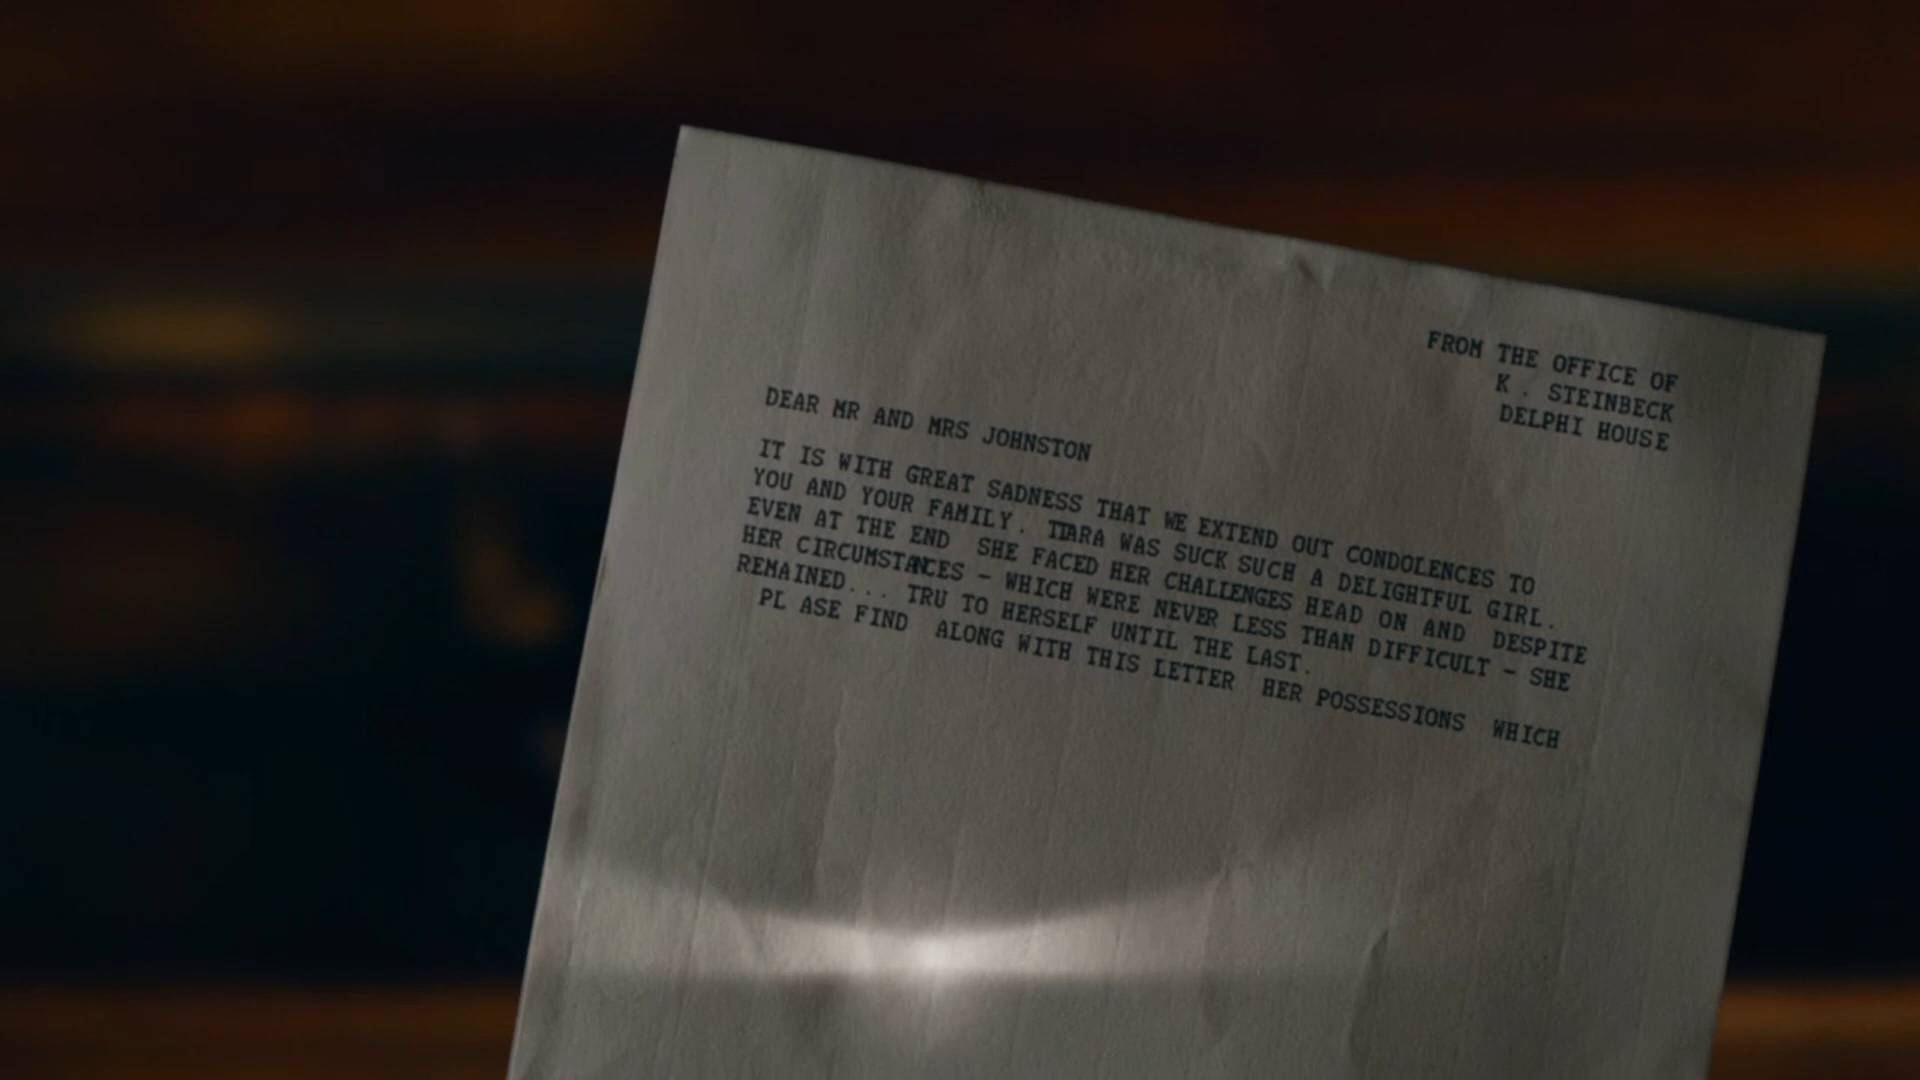 FROM THE OFFICE OF
K . STEINBECK
DELPHI HOUSE
DEAR MR AND MRS JOHNSTON
IT IS WITH GREAT SADNESS THAT WE EXTEND OUT CONDOLENCES TO
YOU AND YOUR FAMILY. TIARA WAS SUCK SUCH A DELIGHTFUL GIRL.
EVEN AT THE END  SHE FACED HER CHALLENGES HEAD ON AND  DESPITE
HER CIRCUMSTANCES - WHICH WERE NEVER LESS THAN DIFFICULT - SHE
REMAINED... TRU TO HERSELF UNTIL THE LAST.
PL ASE FIND  ALONG WITH THIS LETTER  HER POSSESSIONS  WHICH